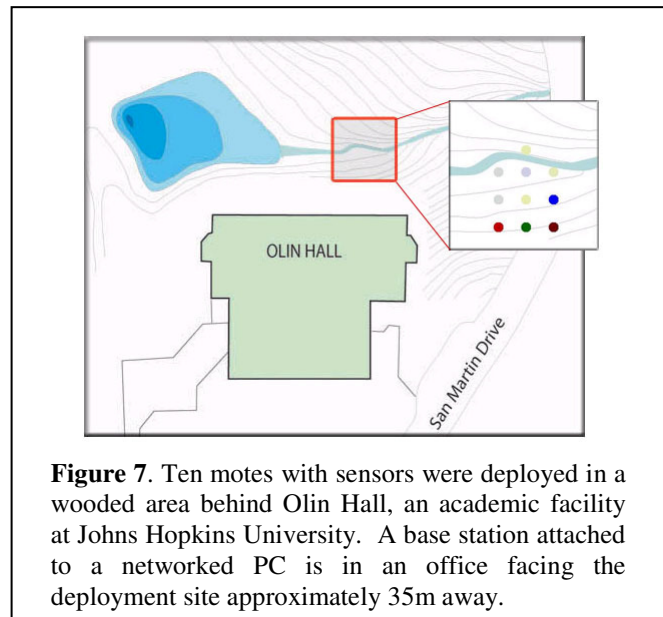 OLIN HALL
San Martin Drive
Figure 7. Ten motes with sensors were deployed in a
wooded area behind Olin Hall, an academic facility
at Johns Hopkins University. A base station attached
to a networked PC is in an office facing the
deployment site approximately 35m away.